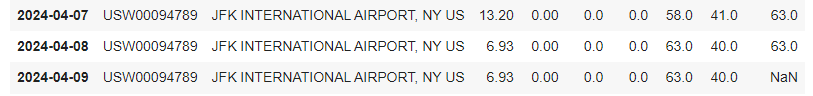 2024-04-07 USW00094789 JFK INTERNATIONAL AIRPORT, NY US 13.20 0.00 0.0 0.0 58.0 41.0 63.0
2024-04-08 USW00094789 JFK INTERNATIONAL AIRPORT, NY US 6.93 0.00 0.0 0.0 63.0 40.0 63.0
2024-04-09 USW00094789 JFK INTERNATIONAL AIRPORT, NY US 6.93 0.00 0.0 0.0 63.0 40.0 NaN